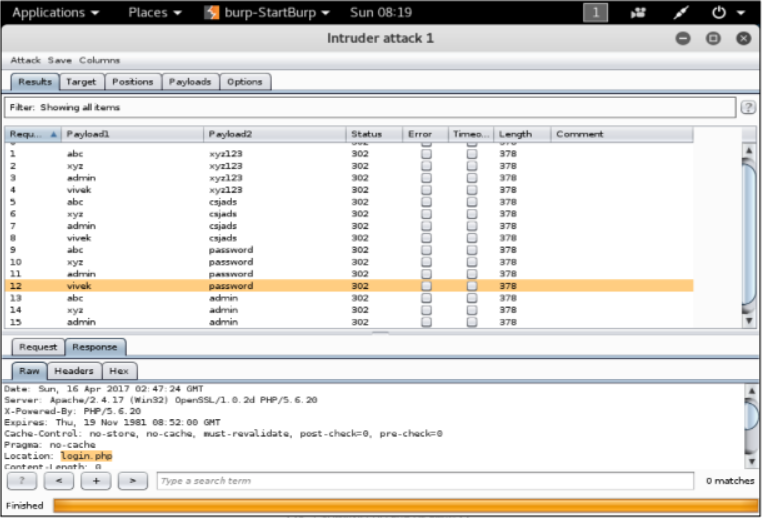 Applications Places burp-StartBurp Sun 08:19 1
Intruder attack 1
Attack Save Columns
Results Target Positions Payloads Options
Filter: Showing all items ?
Requ... Payload1 Payload2 Status Error Timeo... Length Comment
1 abc xyz123 302 378
2 xyz xyz123 302 378
3 admin xyz123 302 378
4 vivek xyz123 302 378
5 abc csjads 302 378
6 xyz csjads 302 378
7 admin csjads 302 378
8 vivek csjads 302 378
9 abc password 302 378
10 xyz password 302 378
11 admin password 302 378
12 vivek password 302 378
13 abc admin 302 378
14 xyz admin 302 378
15 admin admin 302 378
Request Response
Raw Headers Hex
Date: Sun, 16 Apr 2017 02:47:24 GMT
Server: Apache/2.4.17 (Win32) OpenSSL/1.0.2d PHP/5.6.20
X-Powered-By: PHP/5.6.20
Expires: Thu, 19 Nov 1981 08:52:00 GMT
Cache-Control: no-store, no-cache, must-revalidate, post-check=0, pre-check=0
Pragma: no-cache
Location: login.php
Content-Length: 0
? < + > Type a search term 0 matches
Finished